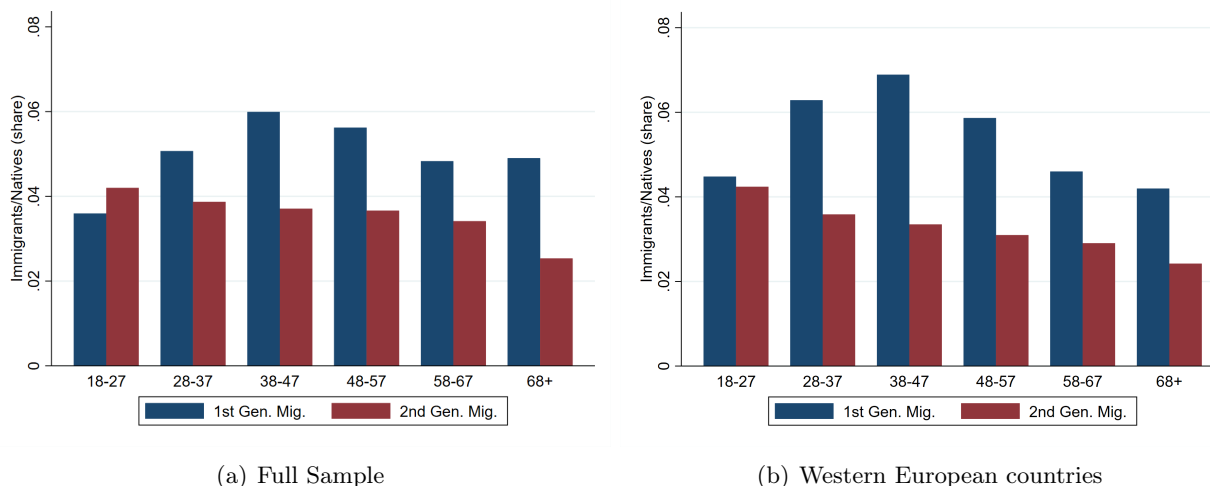 Immigrants/Natives (share)
.08
.06
.04
.02
0
18-27 28-37 38-47 48-57 58-67 68+
1st Gen. Mig. 2nd Gen. Mig.
(a) Full Sample
Immigrants/Natives (share)
.08
.06
.04
.02
0
18-27 28-37 38-47 48-57 58-67 68+
1st Gen. Mig. 2nd Gen. Mig.
(b) Western European countries